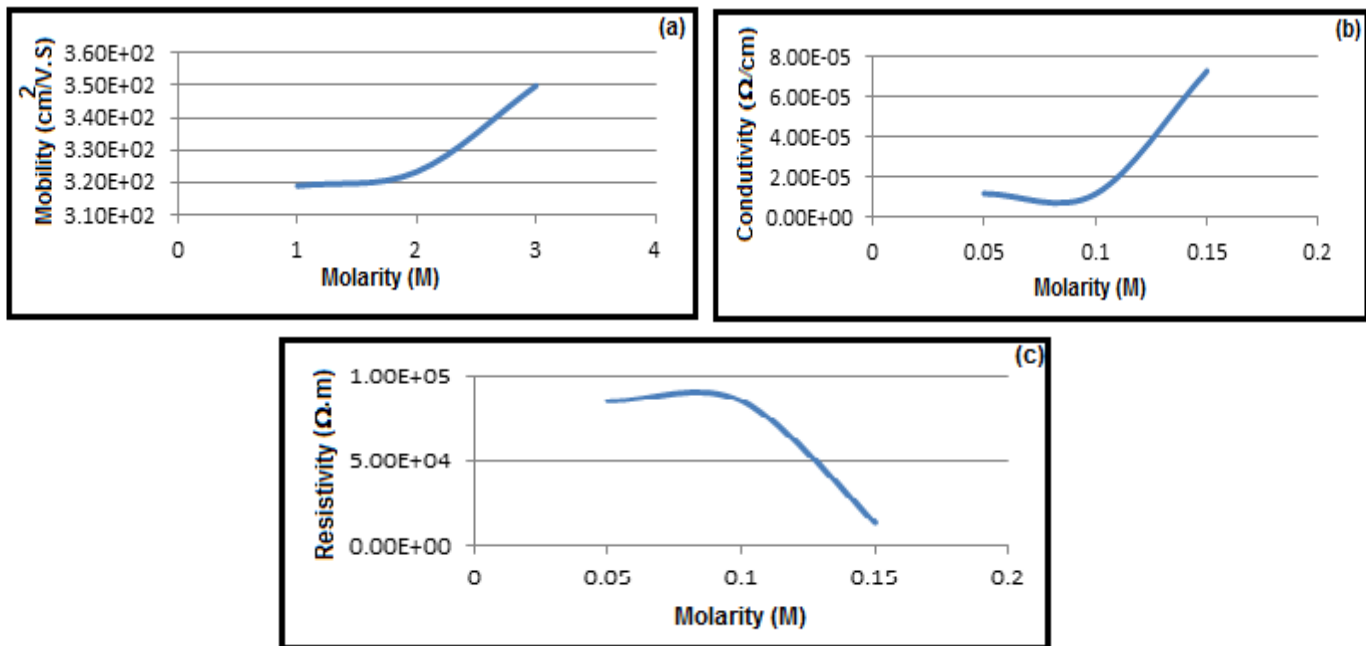 (a)
Mobility (cm/V.S)
2
3.60E+02
3.50E+02
3.40E+02
3.30E+02
3.20E+02
3.10E+02
0 1 2 3 4
Molarity (M)
(b)
Condutivity (Ω/cm)
8.00E-05
6.00E-05
4.00E-05
2.00E-05
0.00E+00
0 0.05 0.1 0.15 0.2
Molarity (M)
(c)
Resistivity (Ω·m)
1.00E+05
5.00E+04
0.00E+00
0 0.05 0.1 0.15 0.2
Molarity (M)